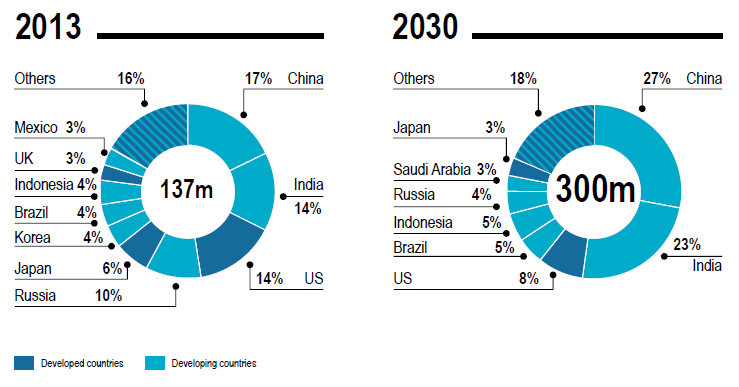 2013
Others 16%
17% China
Mexico 3%
UK 3%
Indonesia 4%
Brazil 4%
Korea 4%
Japan 6%
Russia 10%
India
14%
14% US
137m
2030
Others 18%
27% China
Japan 3%
Saudi Arabia 3%
Russia 4%
Indonesia 5%
Brazil 5%
US 8%
23%
India
300m
Developed countries
Developing countries